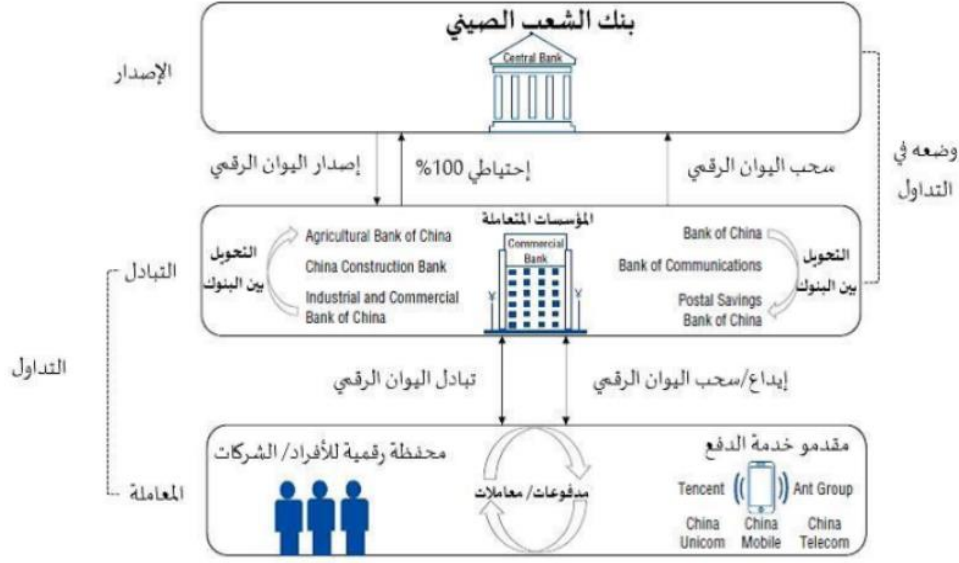 بنك الشعب الصيني
Central Bank
الإصدار
وضعه في
التداول
إصدار اليوان الرقمي
إحتياطي 100%
سحب اليوان الرقمي
المؤسسات المتعاملة
Commercial
Bank
التحويل
بين البنوك
Agricultural Bank of China
China Construction Bank
Industrial and Commercial
Bank of China
Bank of China
Bank of Communications
Postal Savings
Bank of China
التحويل
بين البنوك
¥ ¥
التبادل
التداول
تبادل اليوان الرقمي
إيداع/سحب اليوان الرقمي
محفظة رقمية للأفراد/ الشركات
مدفوعات/ معاملات
مقدمو خدمة الدفع
Tencent
Ant Group
China
Unicom
China
Mobile
China
Telecom
المعاملة